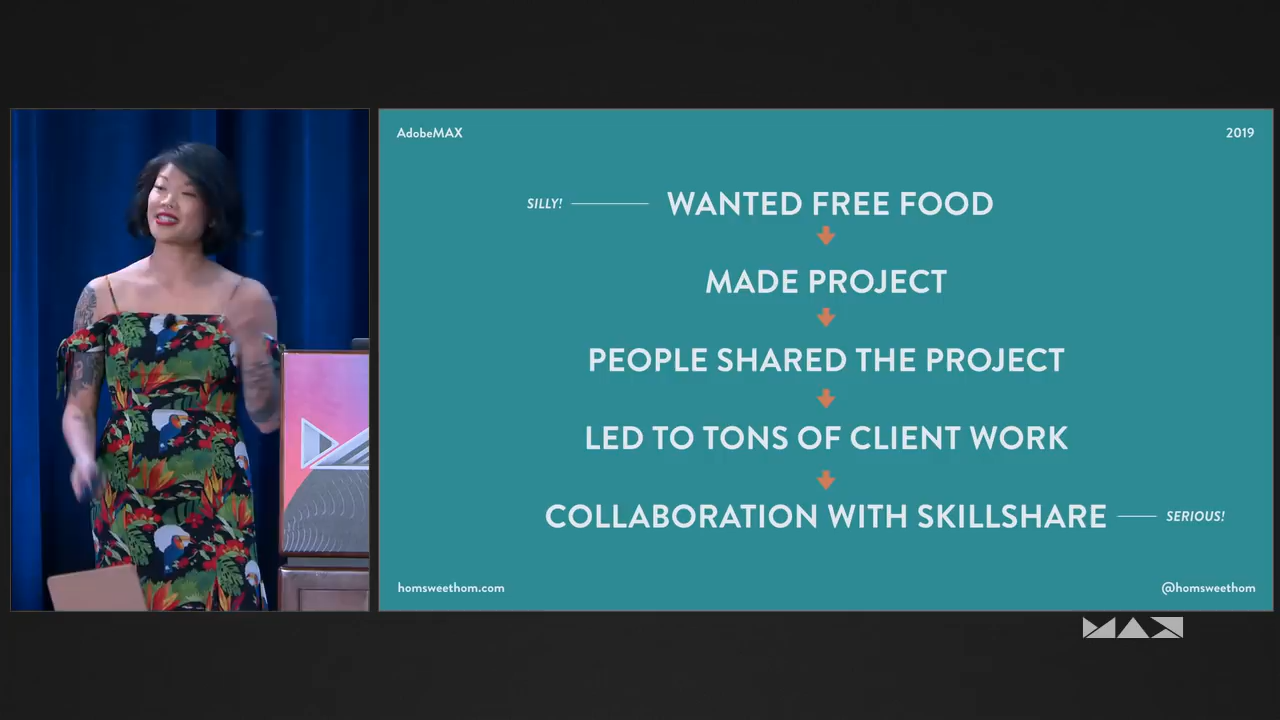 AdobeMAX
2019
SILLY! WANTED FREE FOOD
MADE PROJECT
PEOPLE SHARED THE PROJECT
LED TO TONS OF CLIENT WORK
COLLABORATION WITH SKILLSHARE SERIOUS!
homsweethom.com
@homsweethom
MAX